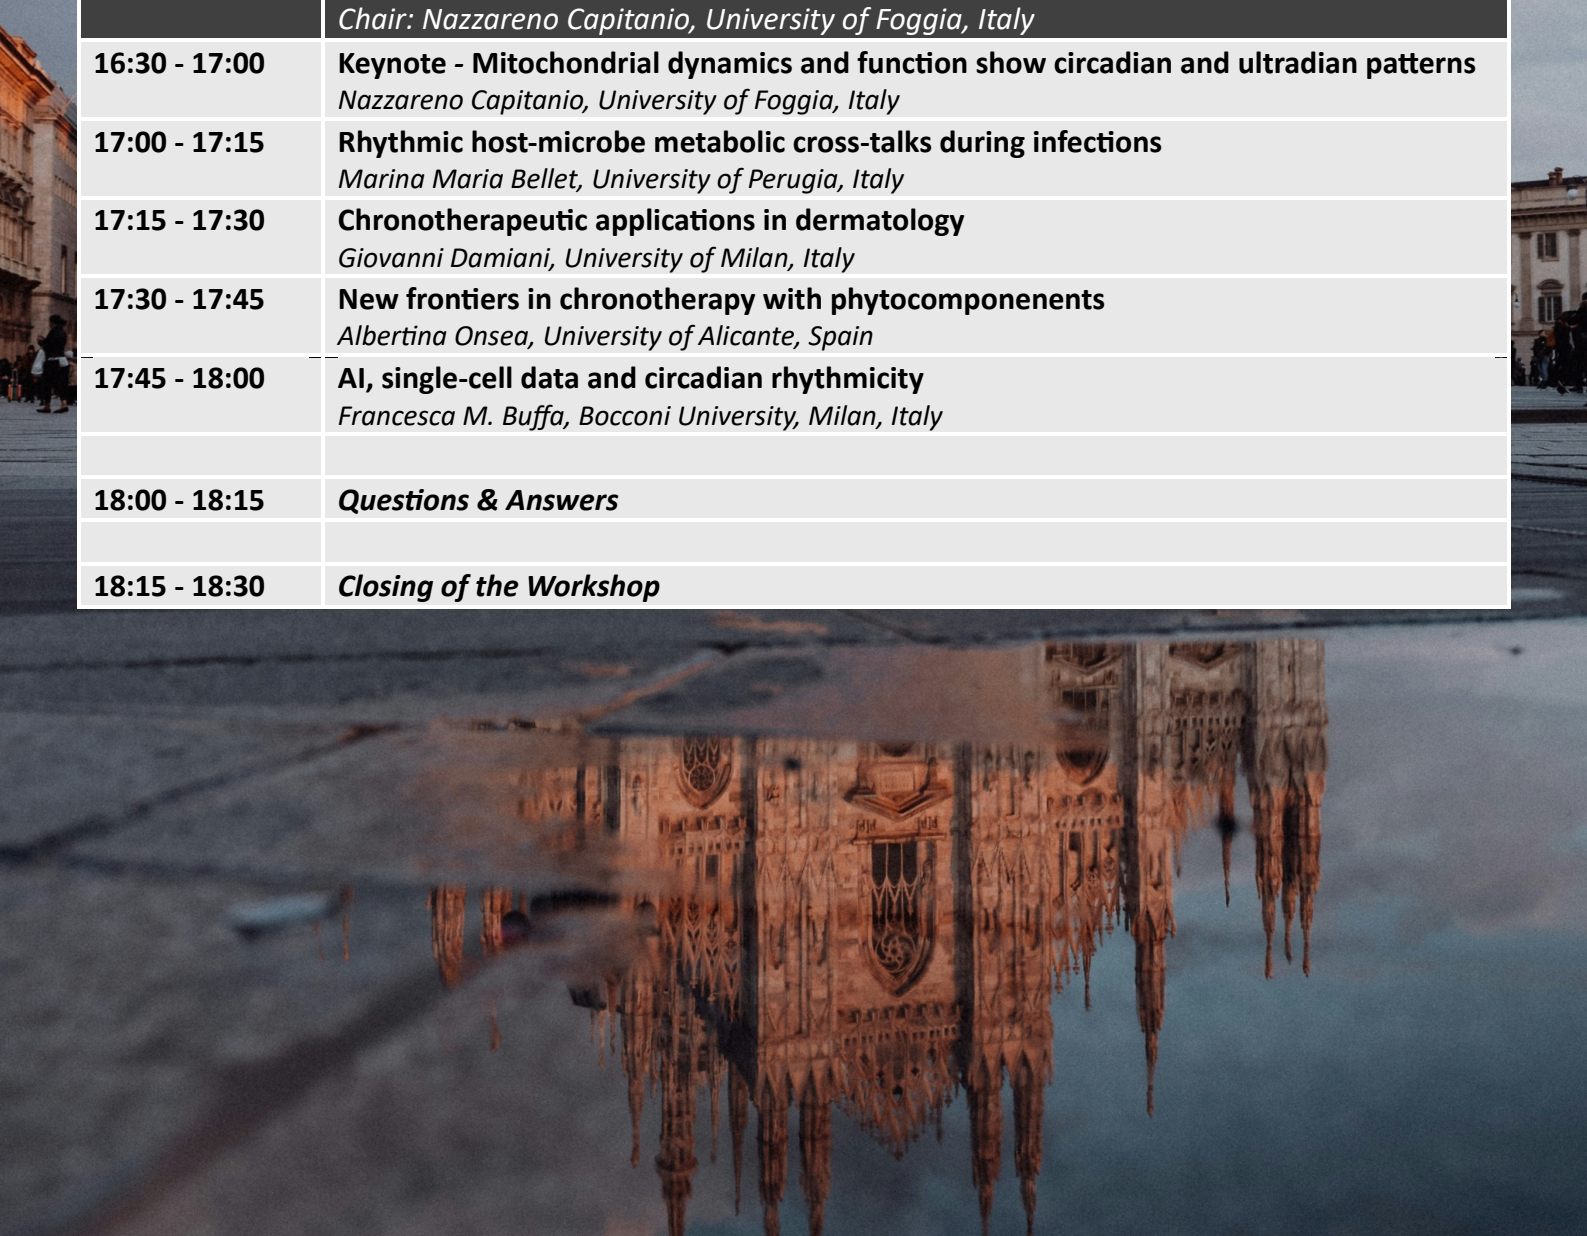 Chair: Nazzareno Capitanio, University of Foggia, Italy
16:30 - 17:00 Keynote - Mitochondrial dynamics and function show circadian and ultradian patterns
Nazzareno Capitanio, University of Foggia, Italy
17:00 - 17:15 Rhythmic host-microbe metabolic cross-talks during infections
Marina Maria Bellet, University of Perugia, Italy
17:15 - 17:30 Chronotherapeutic applications in dermatology
Giovanni Damiani, University of Milan, Italy
17:30 - 17:45 New frontiers in chronotherapy with phytocomponenents
Albertina Onsea, University of Alicante, Spain
17:45 - 18:00 AI, single-cell data and circadian rhythmicity
Francesca M. Buffa, Bocconi University, Milan, Italy
18:00 - 18:15 Questions & Answers
18:15 - 18:30 Closing of the Workshop